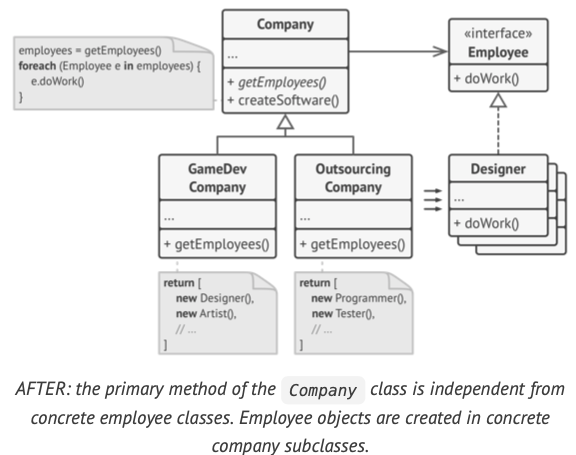 Company
...
+ getEmployees()
+ createSoftware()
«interface»
Employee
+ doWork()
employees = getEmployees()
foreach (Employee e in employees) {
e.doWork()
}
GameDev
Company
...
+ getEmployees()
Outsourcing
Company
...
+ getEmployees()
Designer
...
+ doWork()
return [
new Designer(),
new Artist(),
// ...
]
return [
new Programmer(),
new Tester(),
// ...
]
AFTER: the primary method of the Company class is independent from
concrete employee classes. Employee objects are created in concrete
company subclasses.